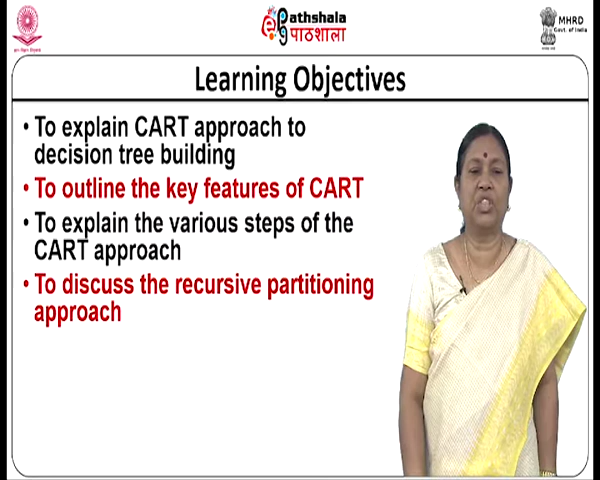 Pathshala
पाठशाला
MHRD
Govt. of India
Learning Objectives
• To explain CART approach to
decision tree building
• To outline the key features of CART
• To explain the various steps of the
CART approach
• To discuss the recursive partitioning
approach